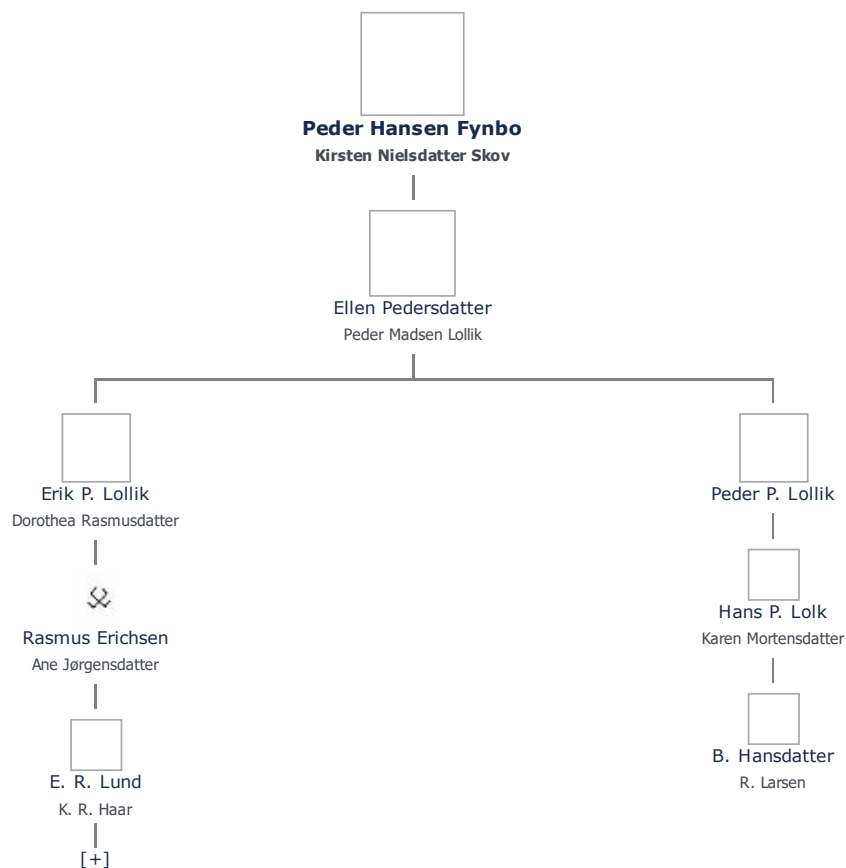 Peder Hansen Fynbo
Kirsten Nielsdatter Skov
Ellen Pedersdatter
Peder Madsen Lollik
Erik P. Lollik
Dorothea Rasmusdatter
Peder P. Lollik
Rasmus Erichsen
Ane Jørgensdatter
Hans P. Lolk
Karen Mortensdatter
E. R. Lund
K. R. Haar
[+]
B. Hansdatter
R. Larsen